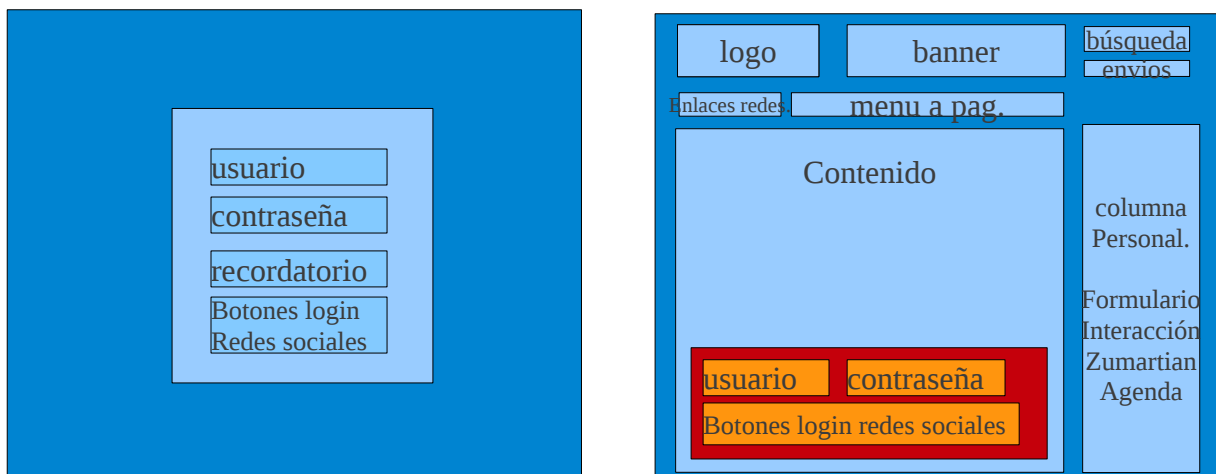 usuario
contraseña
recordatorio
Botones login
Redes sociales
logo
banner
búsqueda
envios
Enlaces redes.
menu a pag.
Contenido
columna
Personal.
Formulario
Interacción
Zumartian
Agenda
usuario
contraseña
Botones login redes sociales